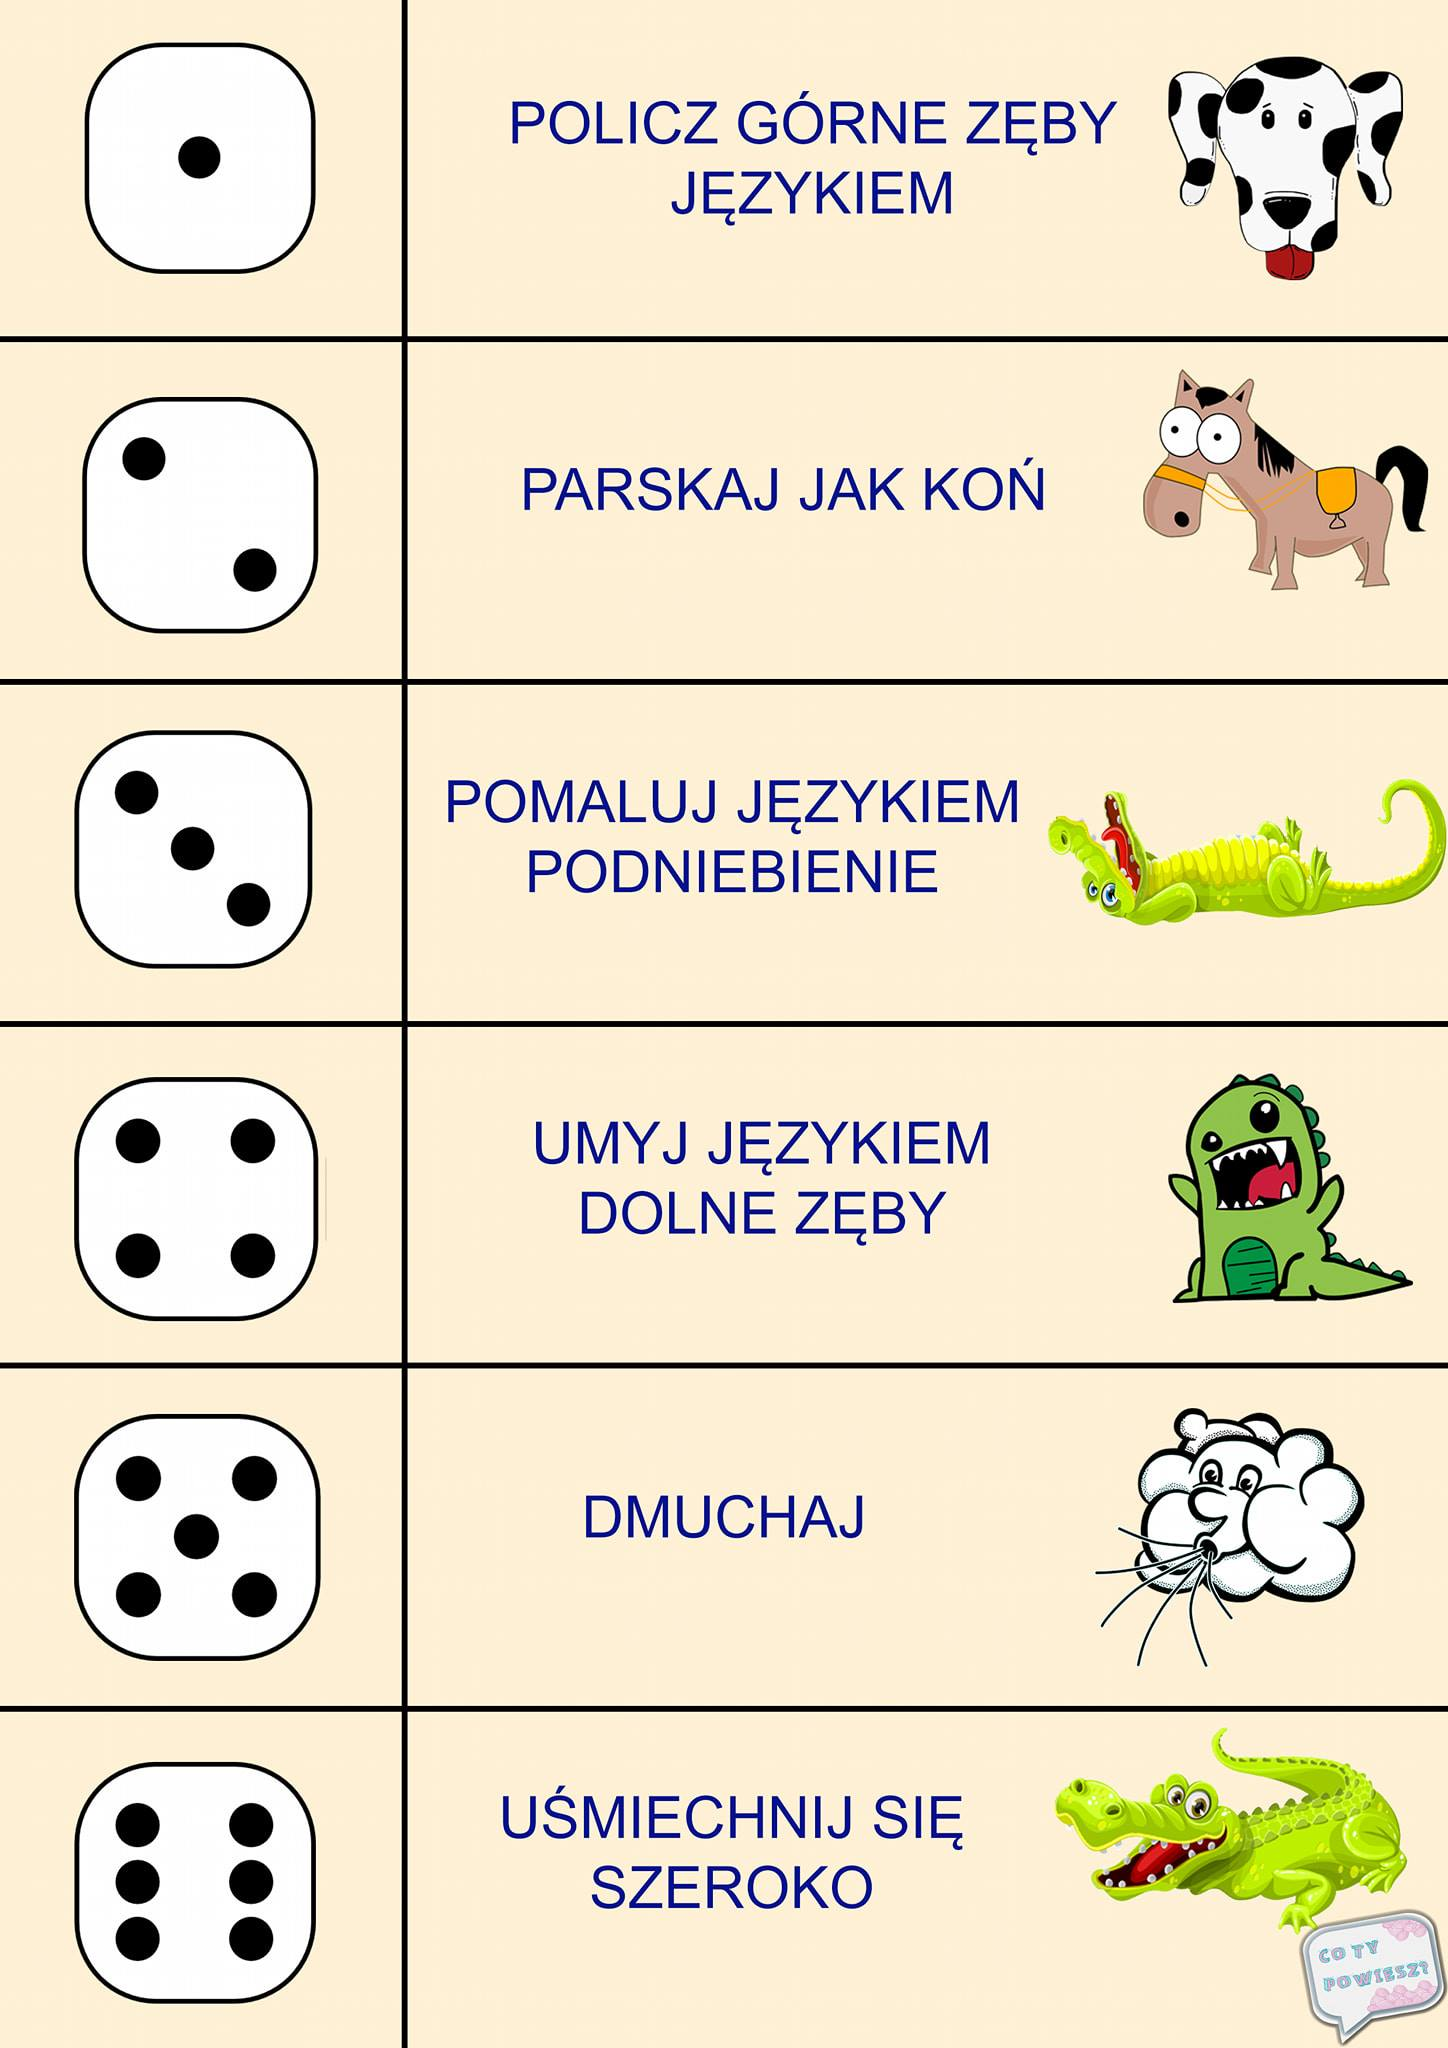 POLICZ GÓRNE ZĘBY
JĘZYKIEM
PARSKAJ JAK KOŃ
POMALUJ JĘZYKIEM
PODNIEBIENIE
UMYJ JĘZYKIEM
DOLNE ZĘBY
DMUCHAJ
UŚMIECHNIJ SIĘ
SZEROKO
CO TY
POWIESZ?